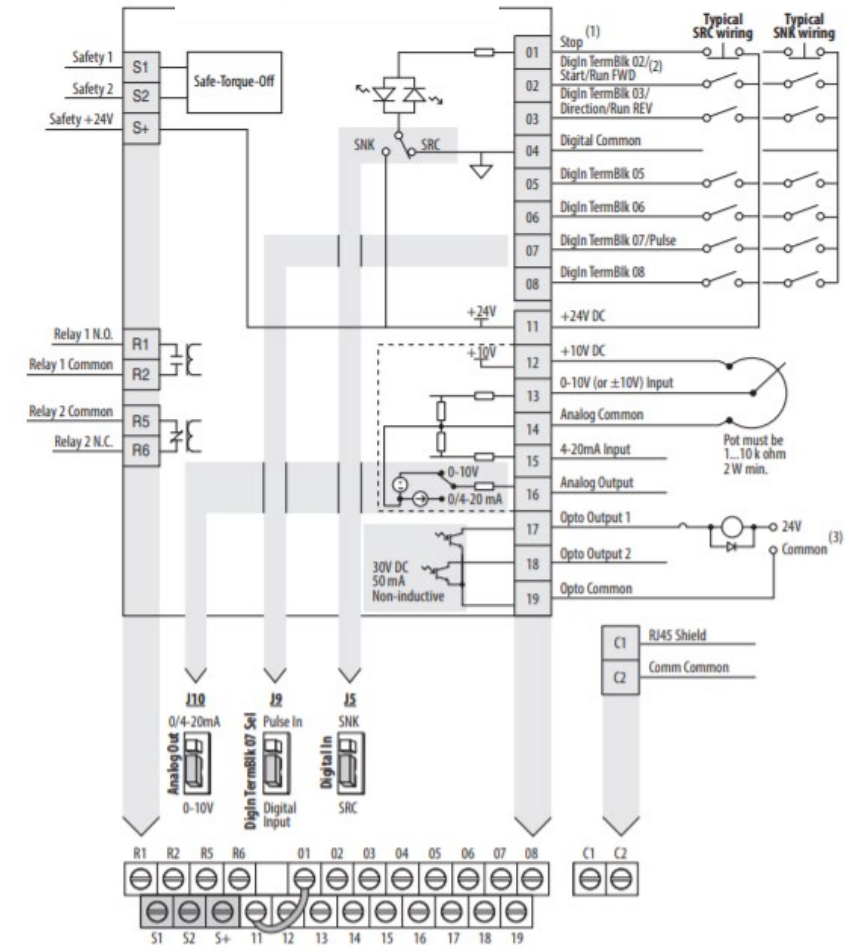 Typical
SRC wiring
Typical
SNK wiring
Safety 1
S1
Safety 2
S2
Safety +24V
S+
Safe-Torque-Off
SNK
SRC
01
Stop (1)
02
DigIn TermBlk 02/(2)
Start/Run FWD
03
DigIn TermBlk 03/
Direction/Run REV
04
Digital Common
05
DigIn TermBlk 05
06
DigIn TermBlk 06
07
DigIn TermBlk 07/Pulse
08
DigIn TermBlk 08
+24V
11
+24V DC
+10V
12
+10V DC
13
0-10V (or ±10V) Input
14
Analog Common
15
4-20mA Input
16
Analog Output
Pot must be
1...10 k ohm
2 W min.
Relay 1 N.O.
R1
Relay 1 Common
R2
Relay 2 Common
R5
Relay 2 N.C.
R6
0-10V
0/4-20 mA
17
Opto Output 1
24V
Common (3)
18
Opto Output 2
19
Opto Common
30V DC
50 mA
Non-inductive
C1
RJ45 Shield
C2
Comm Common
J10
0/4-20mA
Analog Out
0-10V
J9
Pulse In
DigIn TermBlk 07 Sel
Digital
Input
J5
SNK
Digital In
SRC
R1 R2 R5 R6 01 02 03 04 05 06 07 08 C1 C2
S1 S2 S+ 11 12 13 14 15 16 17 18 19